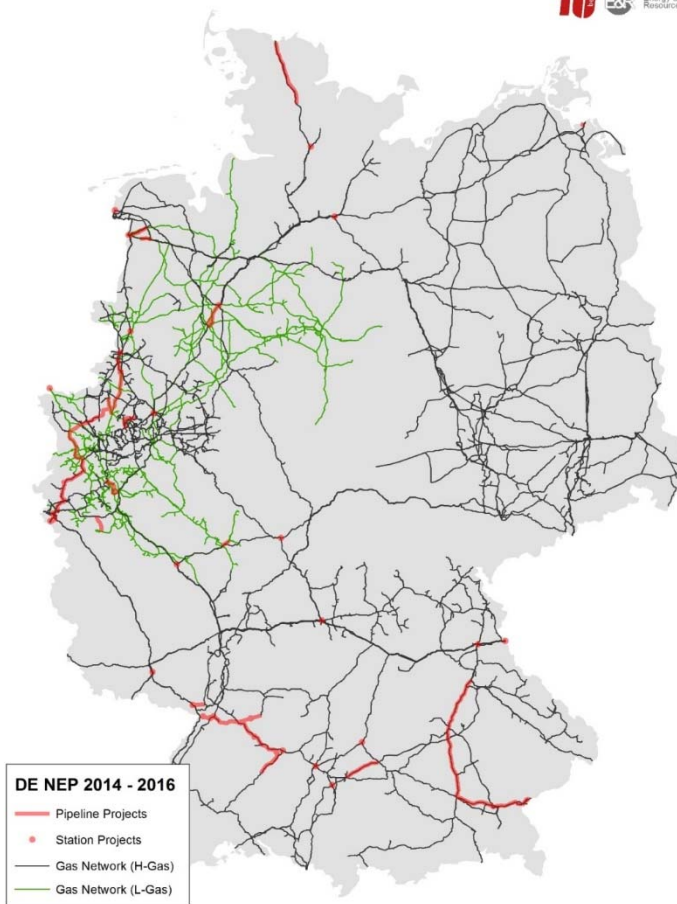 E&R
DE NEP 2014 - 2016
Pipeline Projects
Station Projects
Gas Network (H-Gas)
Gas Network (L-Gas)